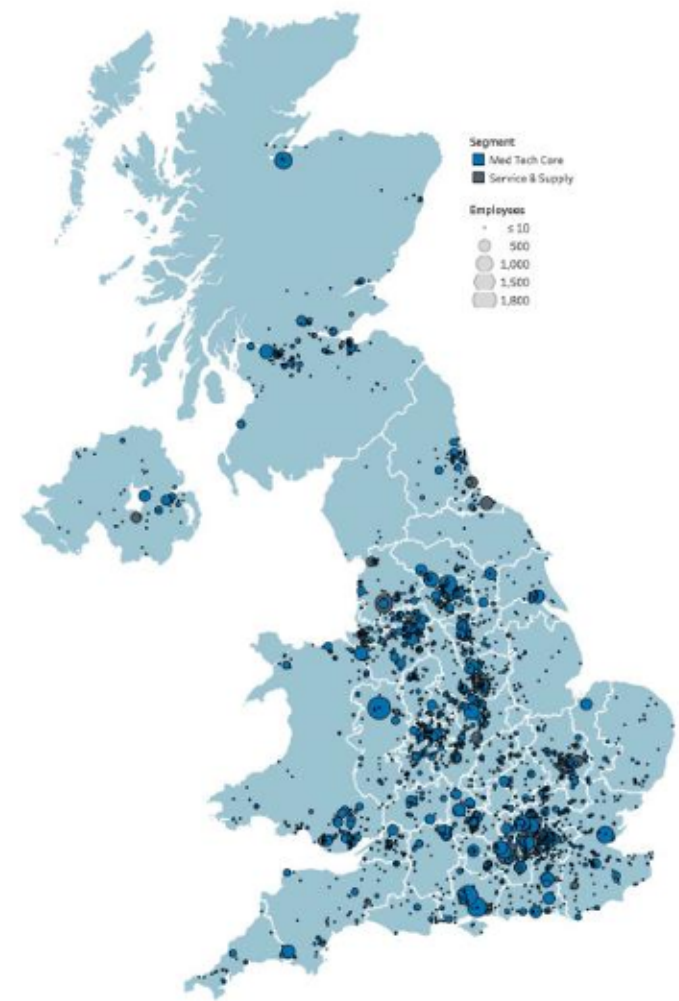 Segment
Med Tech Core
Service & Supply
Employees
≤ 10
500
1,000
1,500
1,800